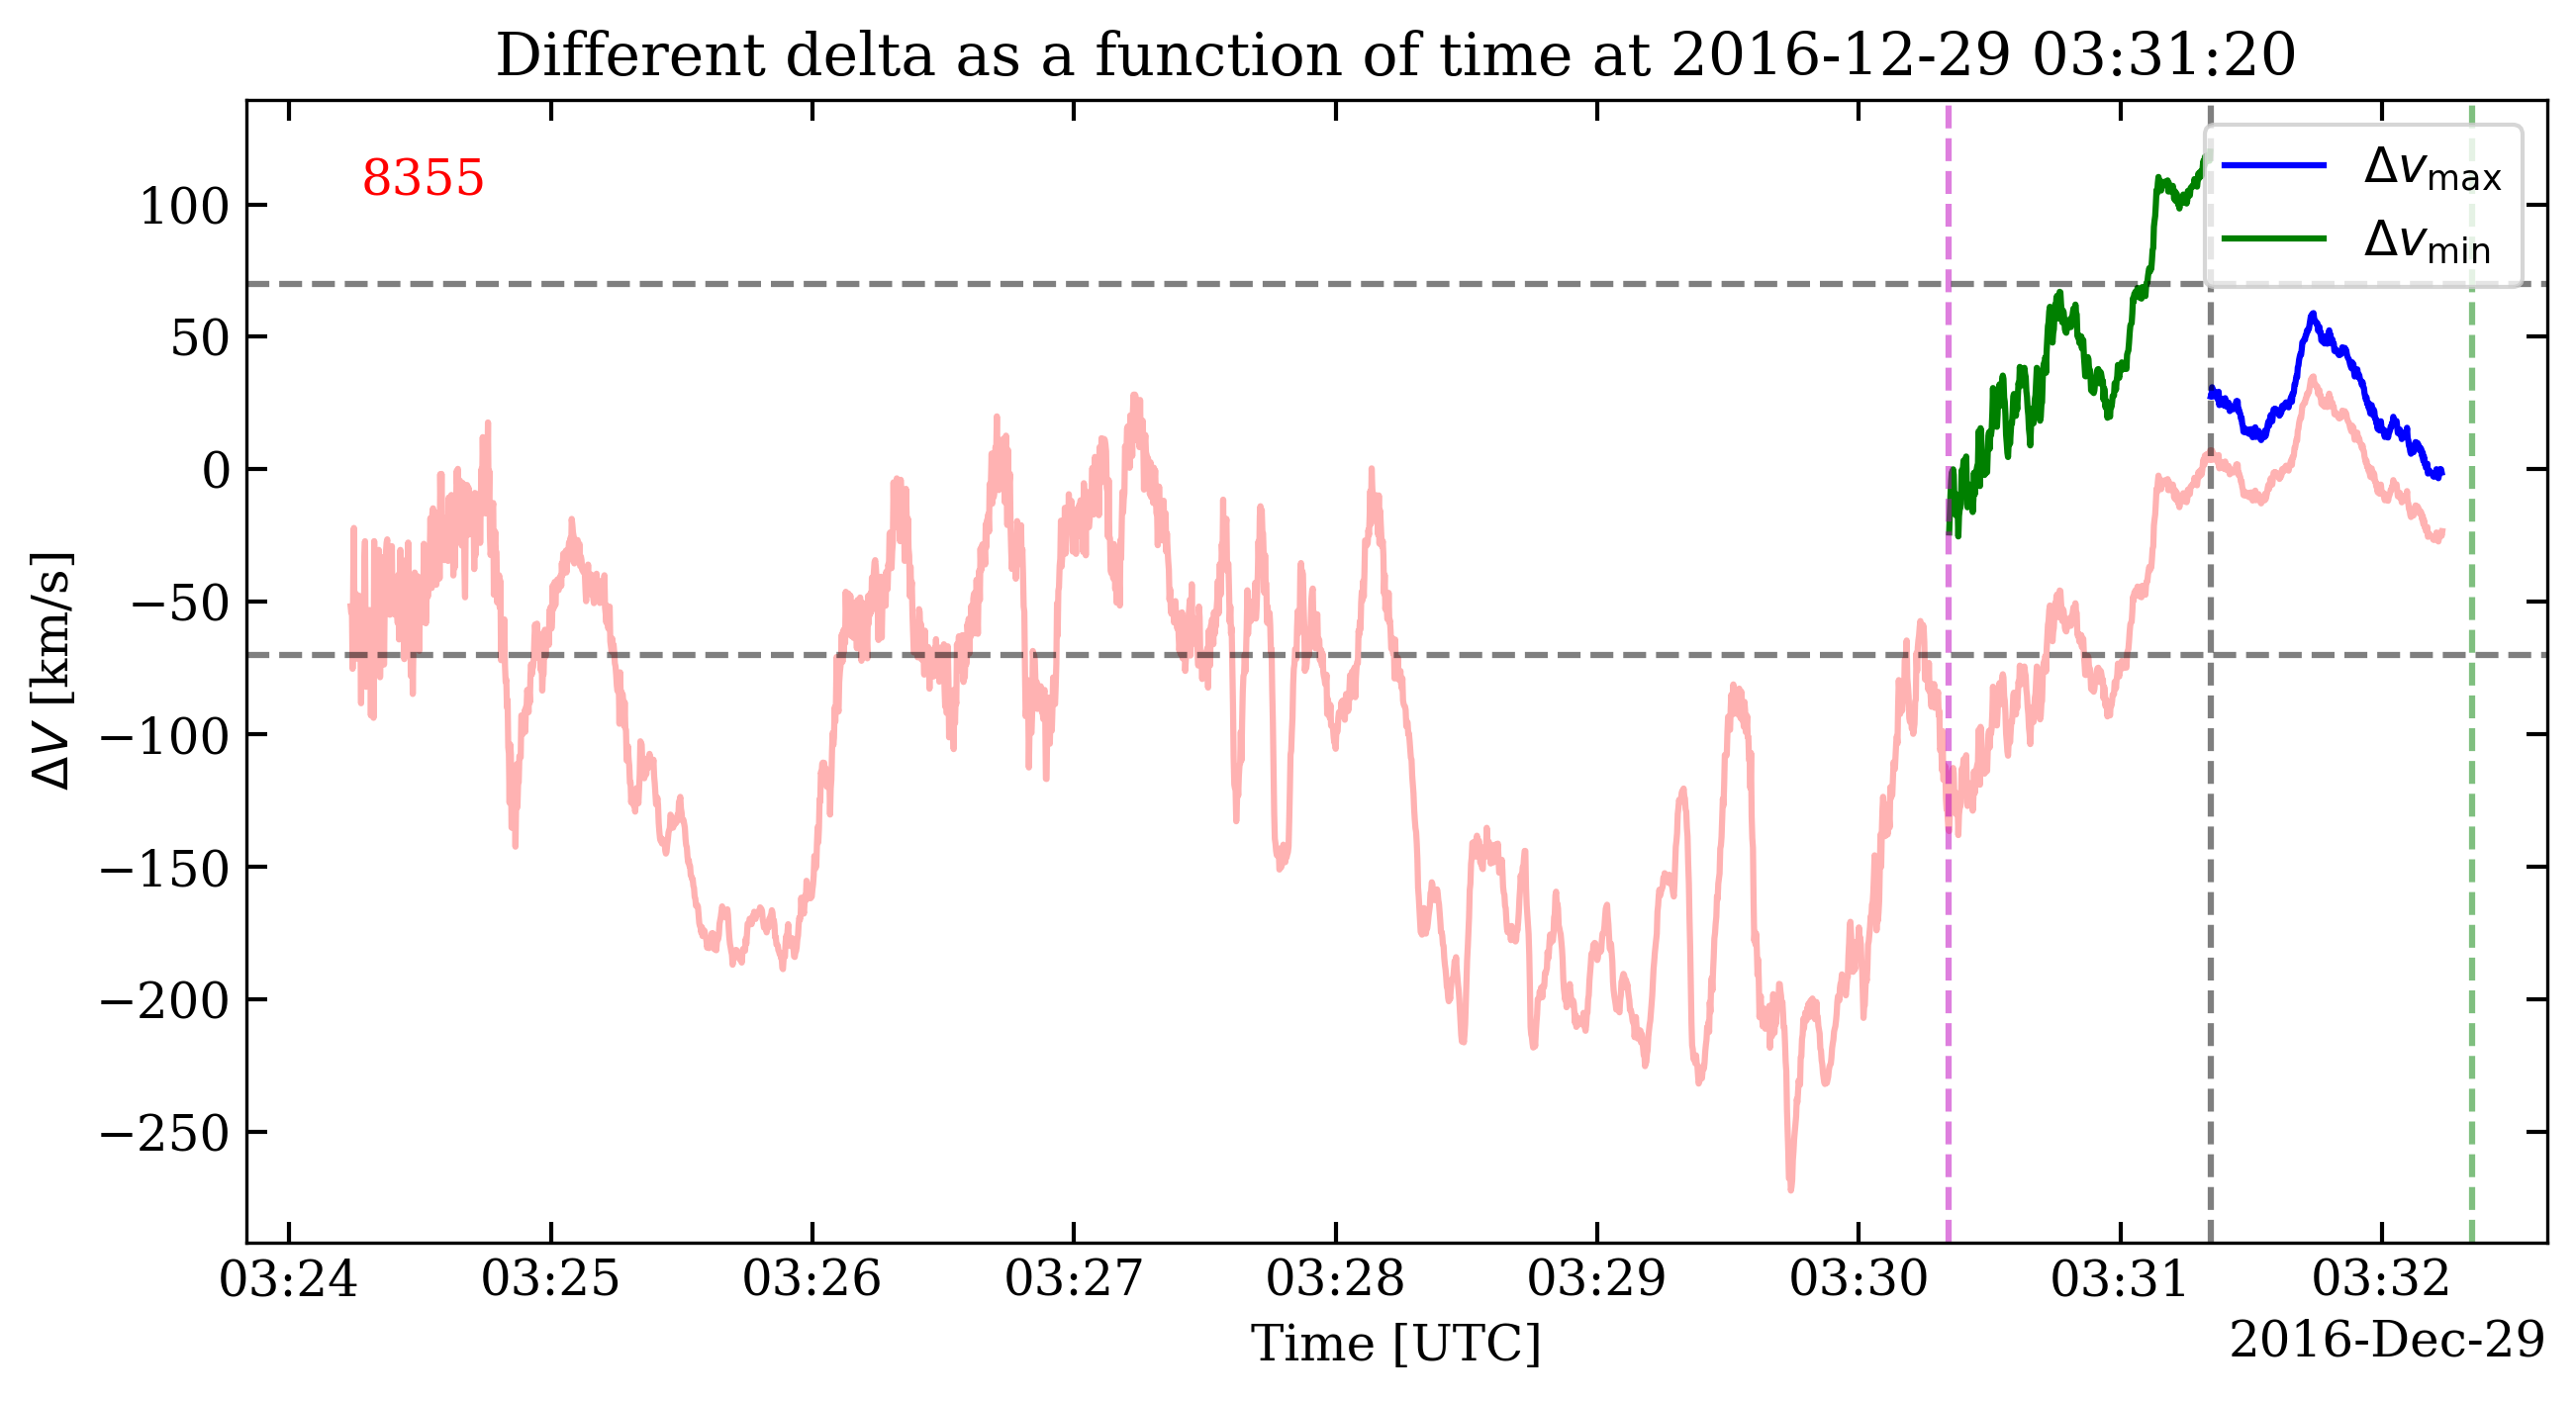 Different delta as a function of time at 2016-12-29 03:31:20
8355
Δv_max
Δv_min
100
50
0
−50
−100
−150
−200
−250
ΔV [km/s]
03:24 03:25 03:26 03:27 03:28 03:29 03:30 03:31 03:32
Time [UTC]
2016-Dec-29